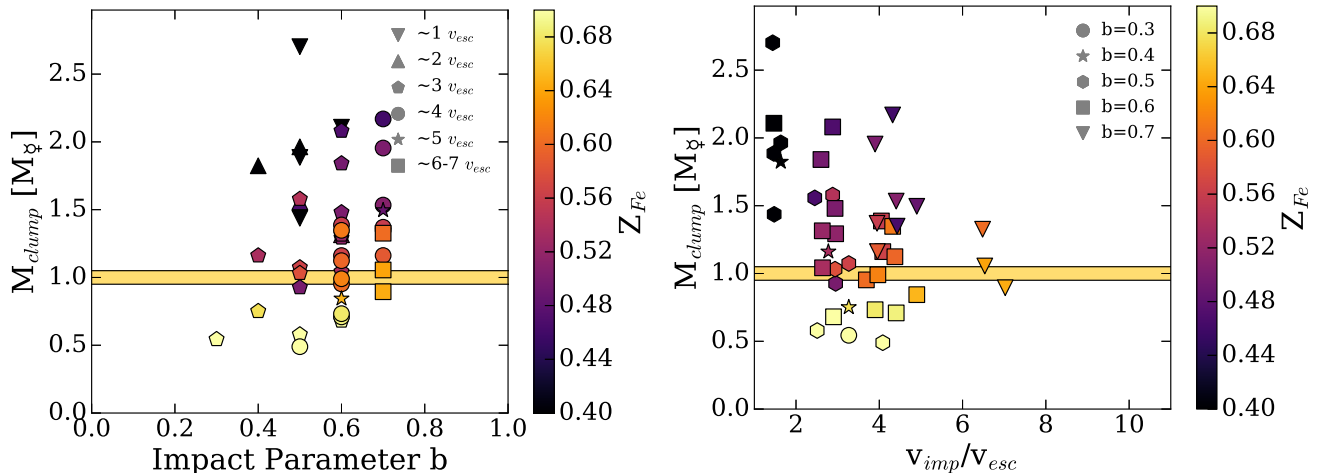 2.5
2.0
1.5
1.0
0.5
0.0
M_clump [M_☿]
0.0 0.2 0.4 0.6 0.8 1.0
Impact Parameter b
~1 v_esc
~2 v_esc
~3 v_esc
~4 v_esc
~5 v_esc
~6-7 v_esc
0.68
0.64
0.60
0.56
0.52
0.48
0.44
0.40
Z_Fe
2.5
2.0
1.5
1.0
0.5
0.0
M_clump [M_☿]
2 4 6 8 10
v_imp/v_esc
b=0.3
b=0.4
b=0.5
b=0.6
b=0.7
0.68
0.64
0.60
0.56
0.52
0.48
0.44
0.40
Z_Fe